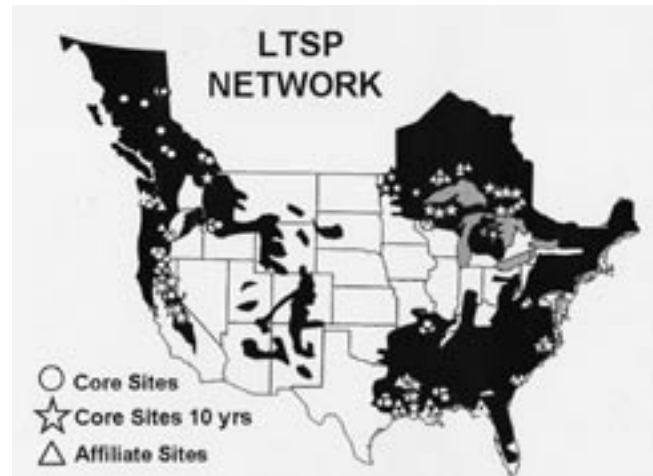 LTSP
NETWORK
Core Sites
Core Sites 10 yrs
Affiliate Sites